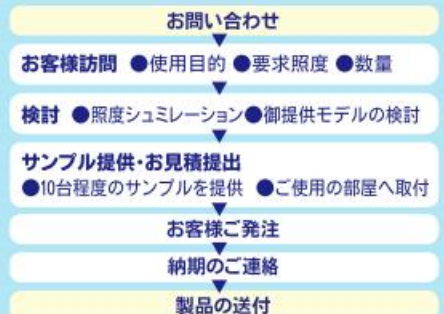 お問い合わせ
お客様訪問 ●使用目的 ●要求照度 ●数量
検討 ●照度シュミレーション●御提供モデルの検討
サンプル提供・お見積提出
●10台程度のサンプルを提供 ●ご使用の部屋へ取付
お客様ご発注
納期のご連絡
製品の送付